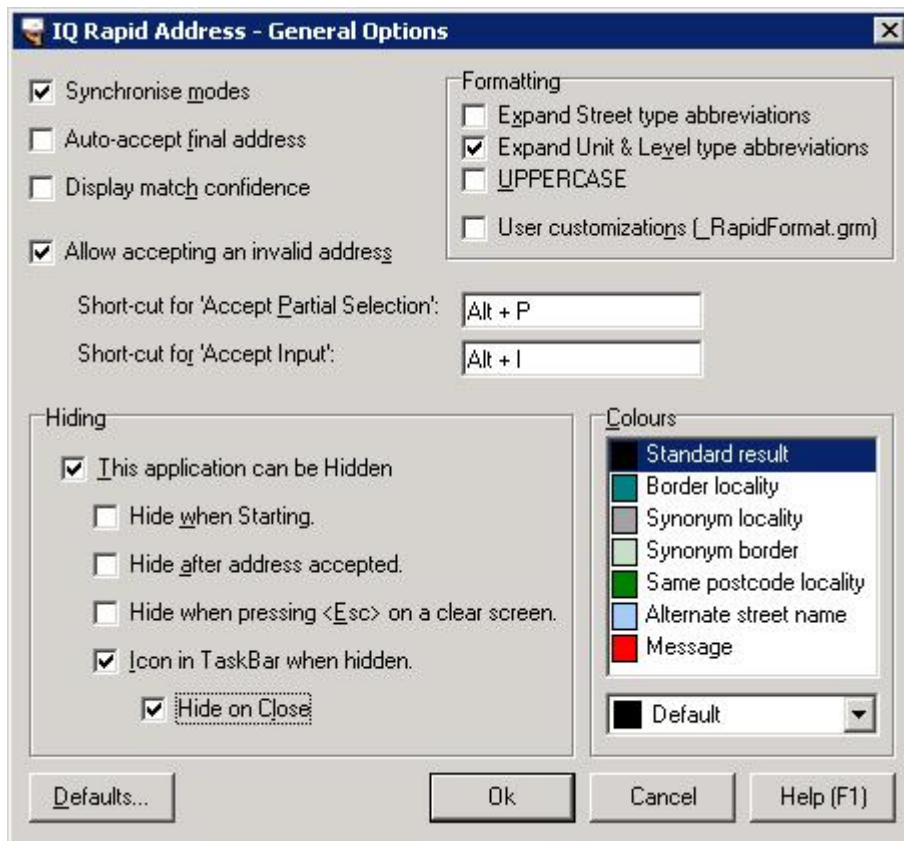 IQ Rapid Address - General Options
Synchronise modes
Auto-accept final address
Display match confidence
Allow accepting an invalid address
Formatting
Expand Street type abbreviations
Expand Unit & Level type abbreviations
UPPERCASE
User customizations (_RapidFormat.grm)
Short-cut for 'Accept Partial Selection':
Alt + P
Short-cut for 'Accept Input':
Alt + I
Hiding
This application can be Hidden
Hide when Starting.
Hide after address accepted.
Hide when pressing <Esc> on a clear screen.
Icon in TaskBar when hidden.
Hide on Close
Colours
Standard result
Border locality
Synonym locality
Synonym border
Same postcode locality
Alternate street name
Message
Default
Defaults...
Ok
Cancel
Help (F1)